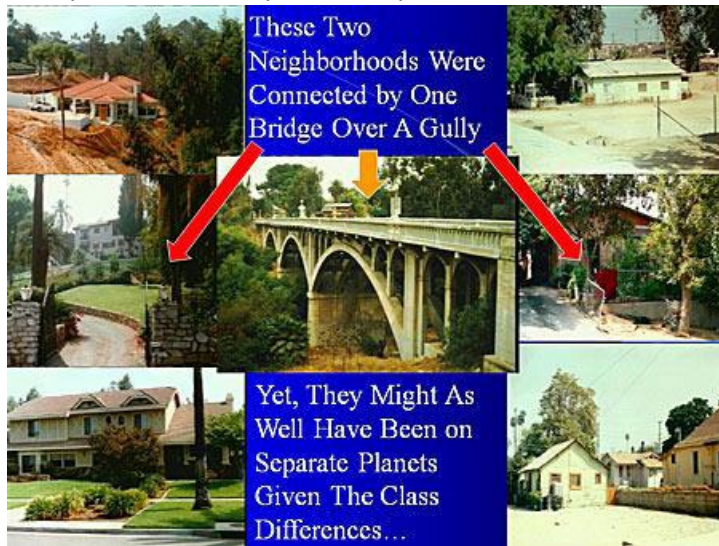 These Two
Neighborhoods Were
Connected by One
Bridge Over A Gully
Yet, They Might As
Well Have Been on
Separate Planets
Given The Class
Differences...